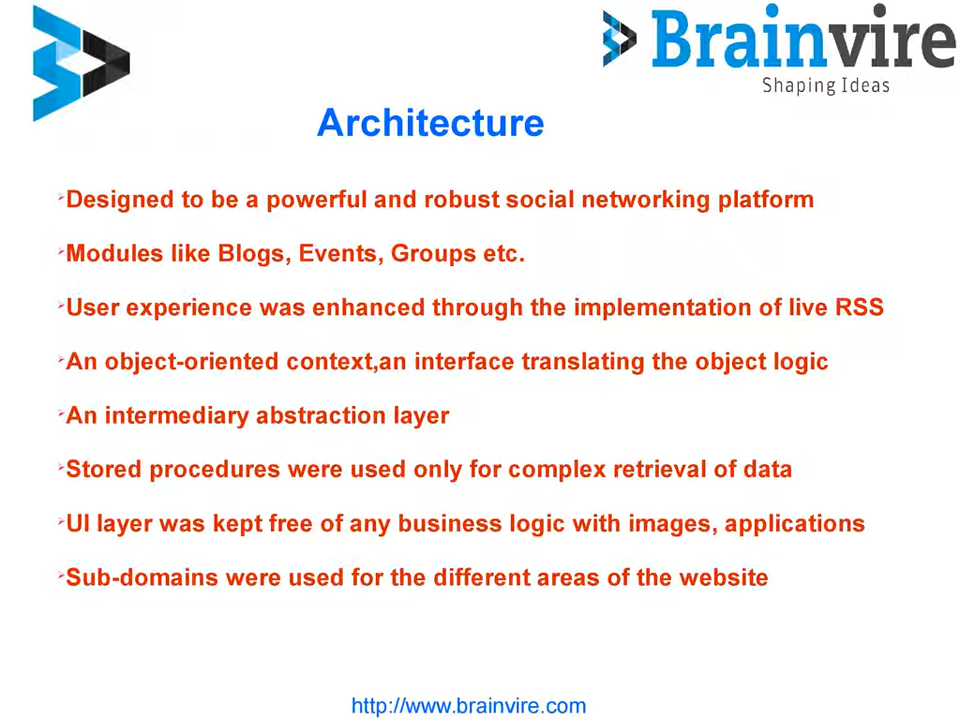 Brainvire
Shaping Ideas
Architecture
Designed to be a powerful and robust social networking platform
Modules like Blogs, Events, Groups etc.
User experience was enhanced through the implementation of live RSS
An object-oriented context,an interface translating the object logic
An intermediary abstraction layer
Stored procedures were used only for complex retrieval of data
UI layer was kept free of any business logic with images, applications
Sub-domains were used for the different areas of the website
http://www.brainvire.com